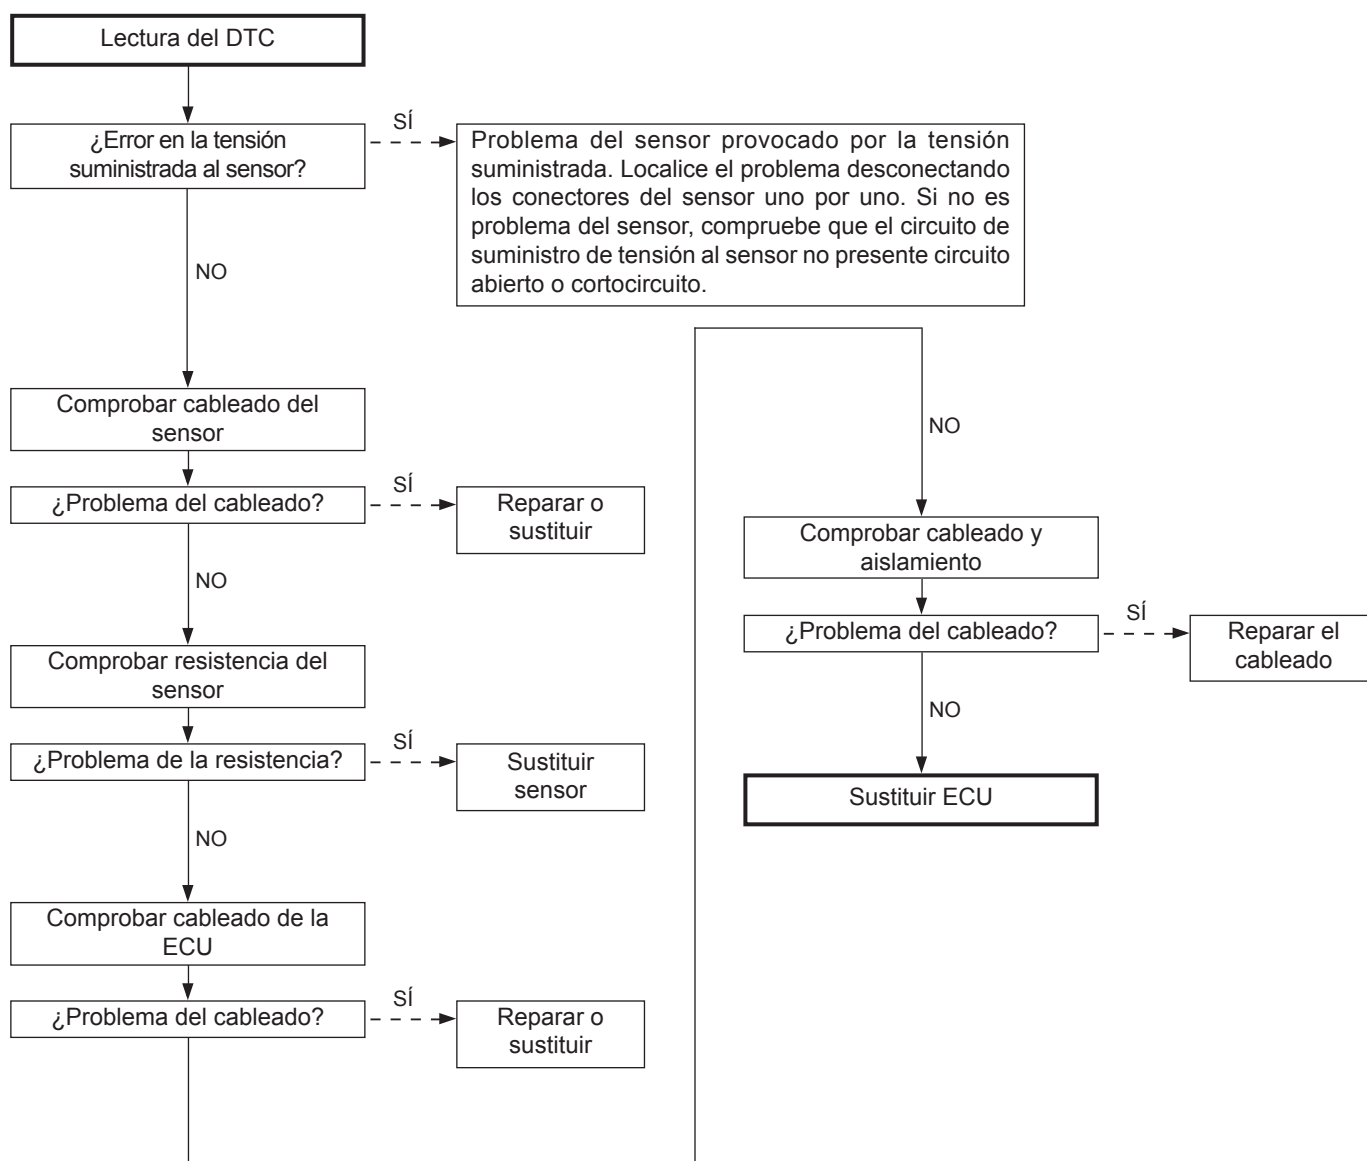 Lectura del DTC
¿Error en la tensión
suministrada al sensor?
SÍ
Problema del sensor provocado por la tensión
suministrada. Localice el problema desconectando
los conectores del sensor uno por uno. Si no es
problema del sensor, compruebe que el circuito de
suministro de tensión al sensor no presente circuito
abierto o cortocircuito.
NO
Comprobar cableado del
sensor
¿Problema del cableado?
SÍ
Reparar o
sustituir
NO
Comprobar resistencia del
sensor
¿Problema de la resistencia?
SÍ
Sustituir
sensor
NO
Comprobar cableado de la
ECU
¿Problema del cableado?
SÍ
Reparar o
sustituir
NO
Comprobar cableado y
aislamiento
¿Problema del cableado?
SÍ
Reparar el
cableado
NO
Sustituir ECU